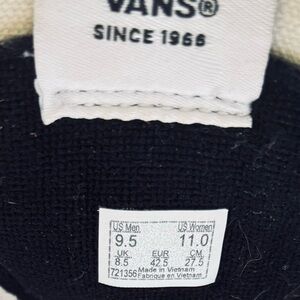 VANS®
SINCE 1966
US Men US Women
9.5 11.0
UK EUR CM
8.5 42.5 27.5
721356 Made in Vietnam
Fabriqué en Vietnam